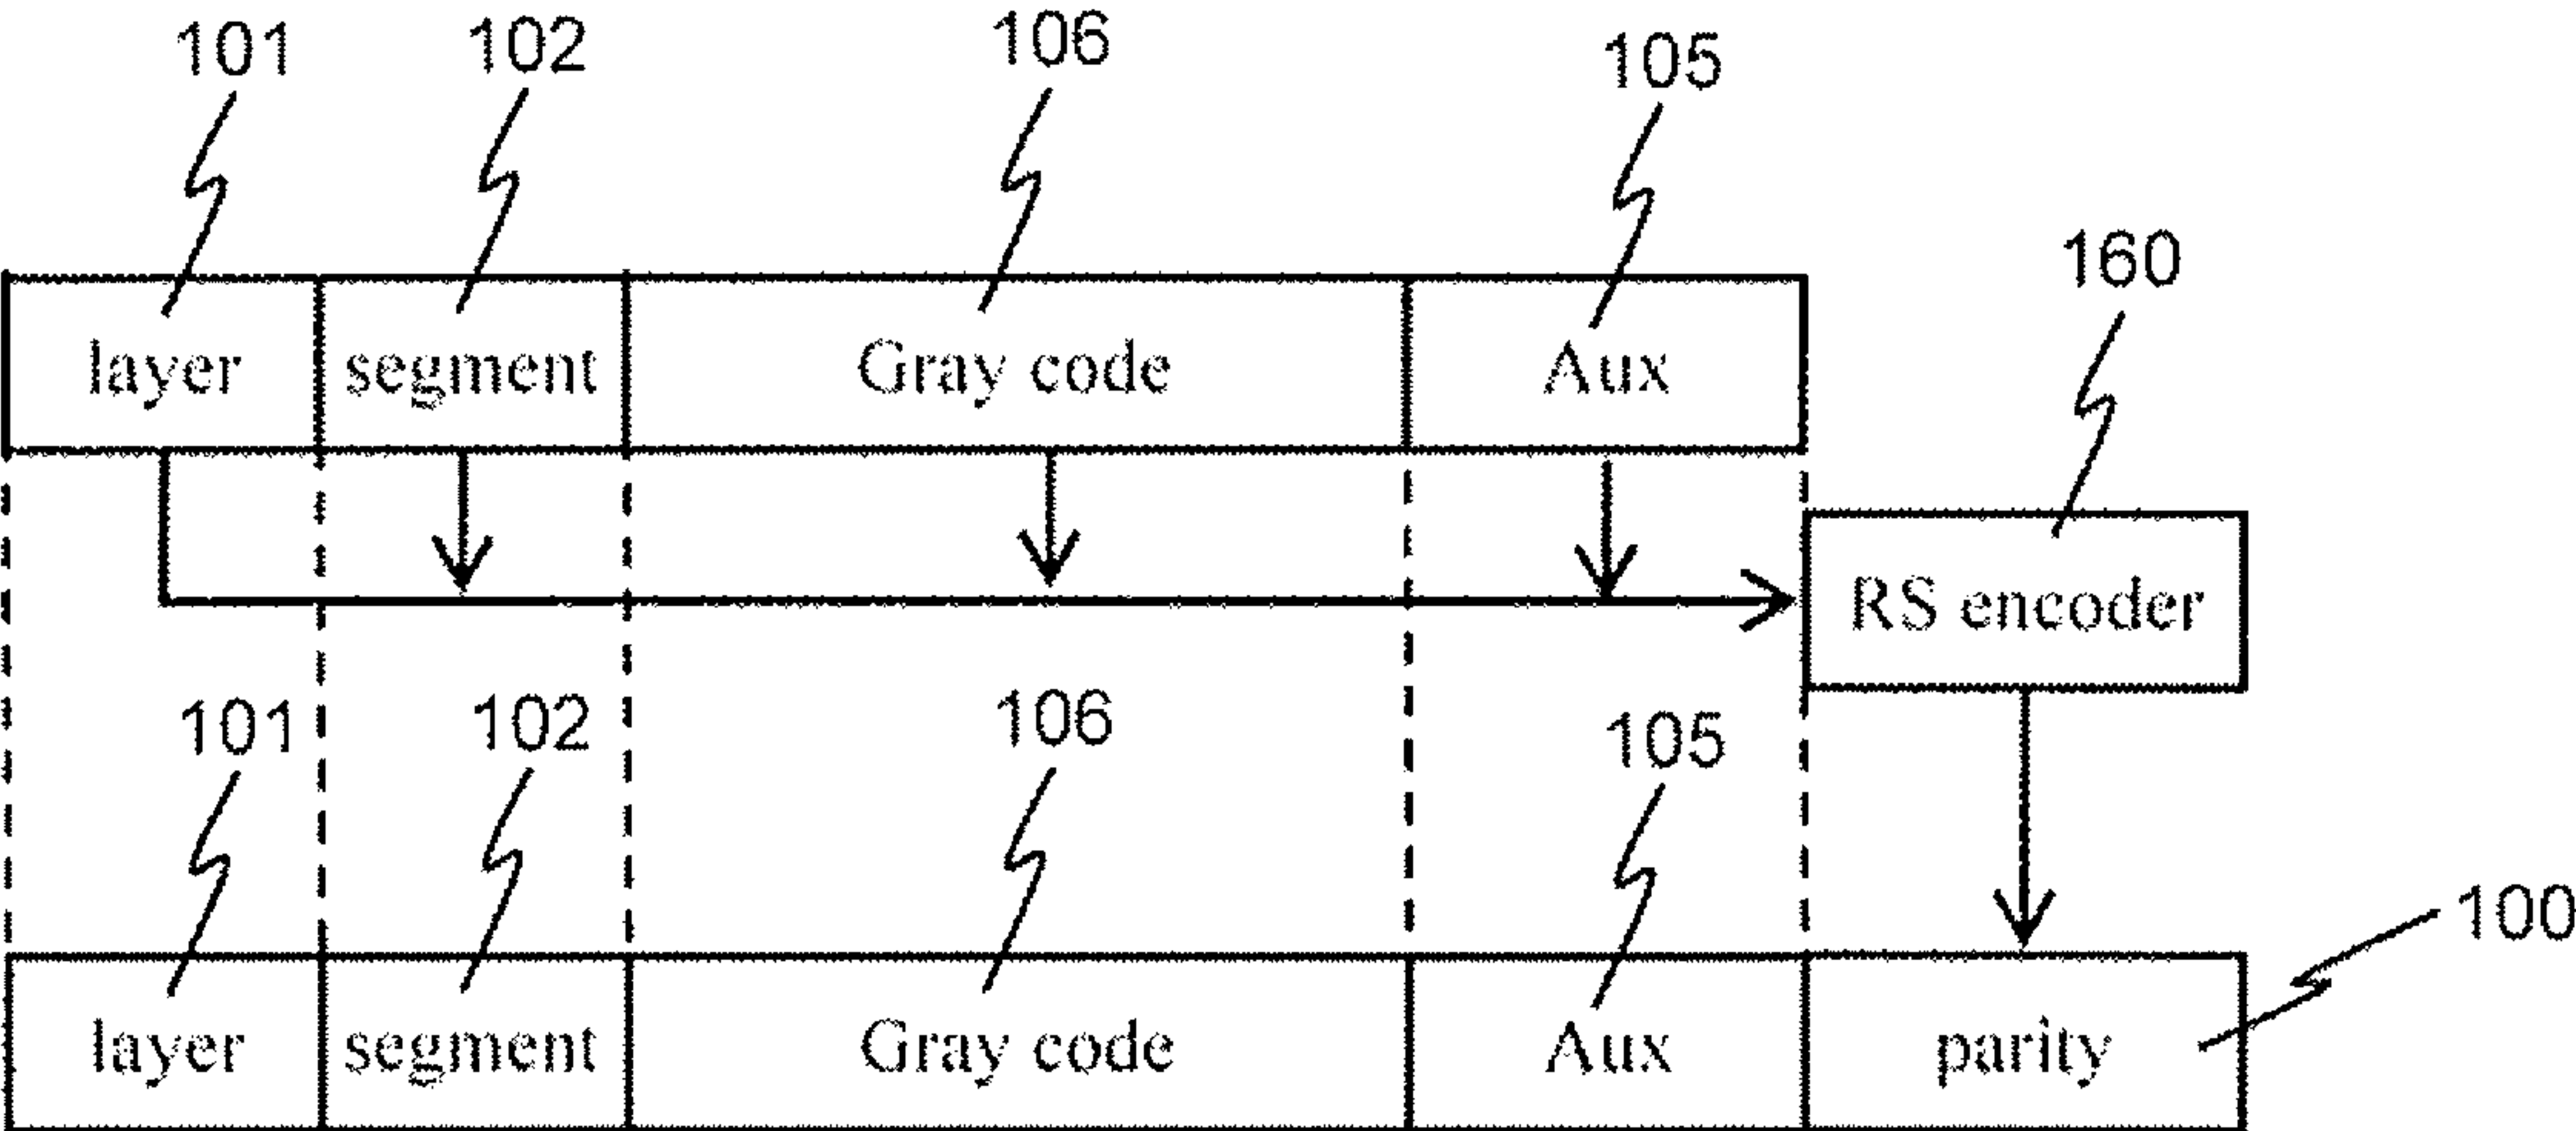 101 102 106 105
160
layer segment Gray code Aux
RS encoder
101 102 106 105
100
layer segment Gray code Aux parity